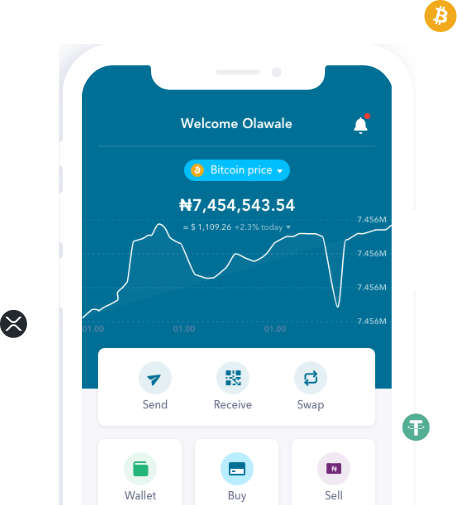 Welcome Olawale
Bitcoin price
₦7,454,543.54
≈ $ 1,109.26 +2.3% today
7.456M
7.456M
7.456M
7.456M
01.00 01.00 01.00
Send Receive Swap
N
Wallet Buy Sell